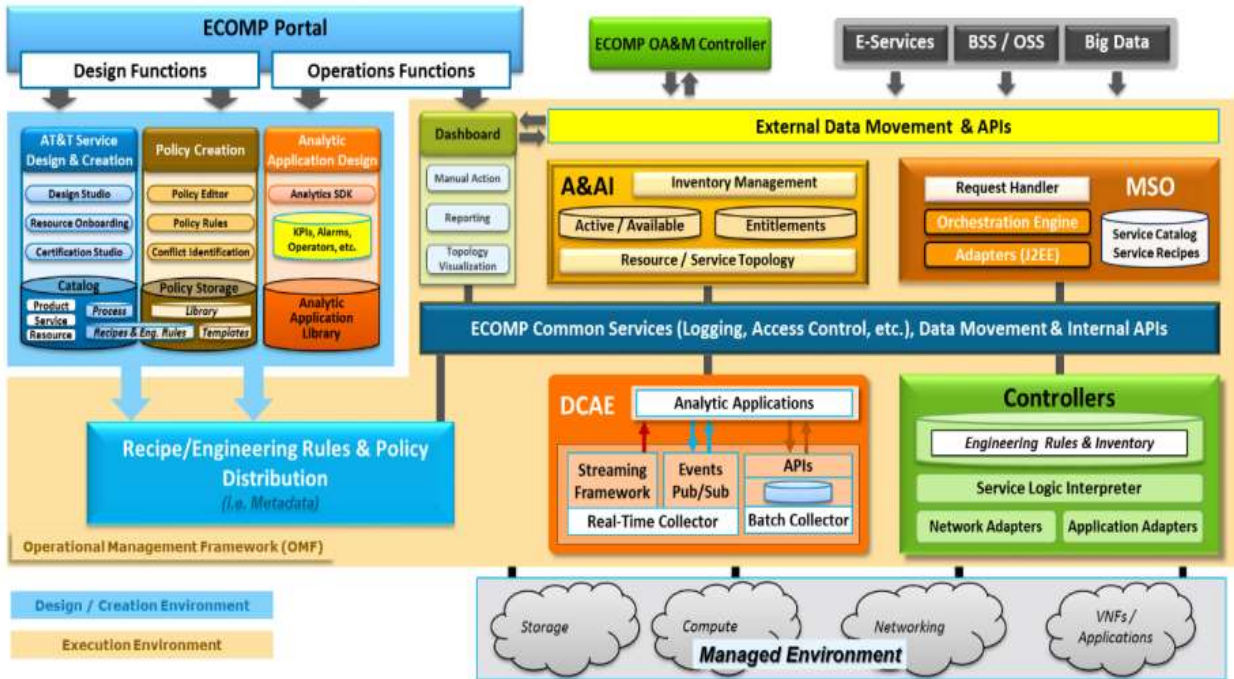 ECOMP Portal
Design Functions
Operations Functions
ECOMP OA&M Controller
E-Services
BSS / OSS
Big Data
AT&T Service
Design & Creation
Design Studio
Resource Onboarding
Certification Studio
Catalog
Product
Service
Resource
Process
Recipes & Eng. Rules
Policy Creation
Policy Editor
Policy Rules
Conflict Identification
Policy Storage
Library
Templates
Analytic
Application Design
Analytics SDK
KPIs, Alarms,
Operators, etc.
Analytic
Application
Library
Dashboard
Manual Action
Reporting
Topology
Visualization
External Data Movement & APIs
A&AI
Inventory Management
Active / Available
Entitlements
Resource / Service Topology
Request Handler
MSO
Orchestration Engine
Adapters (J2EE)
Service Catalog
Service Recipes
ECOMP Common Services (Logging, Access Control, etc.), Data Movement & Internal APIs
Recipe/Engineering Rules & Policy
Distribution
(i.e. Metadata)
DCAE
Analytic Applications
Streaming
Framework
Events
Pub/Sub
APIs
Real-Time Collector
Batch Collector
Controllers
Engineering Rules & Inventory
Service Logic Interpreter
Network Adapters
Application Adapters
Operational Management Framework (OMF)
Design / Creation Environment
Execution Environment
Storage
Compute
Networking
VNFs /
Applications
Managed Environment